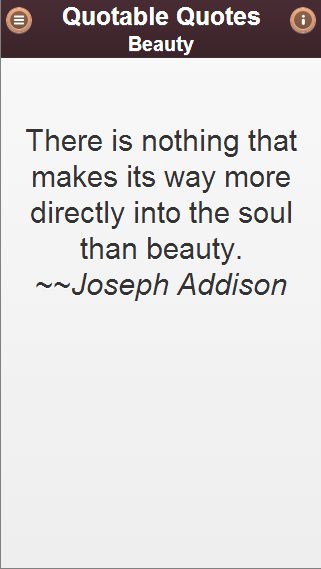 Quotable Quotes
Beauty
There is nothing that
makes its way more
directly into the soul
than beauty.
~~Joseph Addison